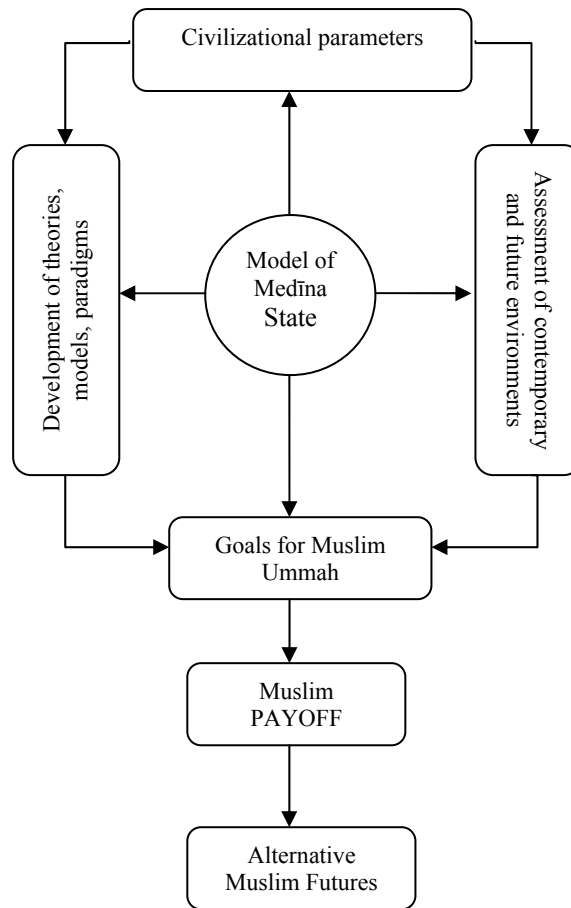 Civilizational parameters
Development of theories,
models, paradigms
Model of
Medīna
State
Assessment of contemporary
and future environments
Goals for Muslim
Ummah
Muslim
PAYOFF
Alternative
Muslim Futures